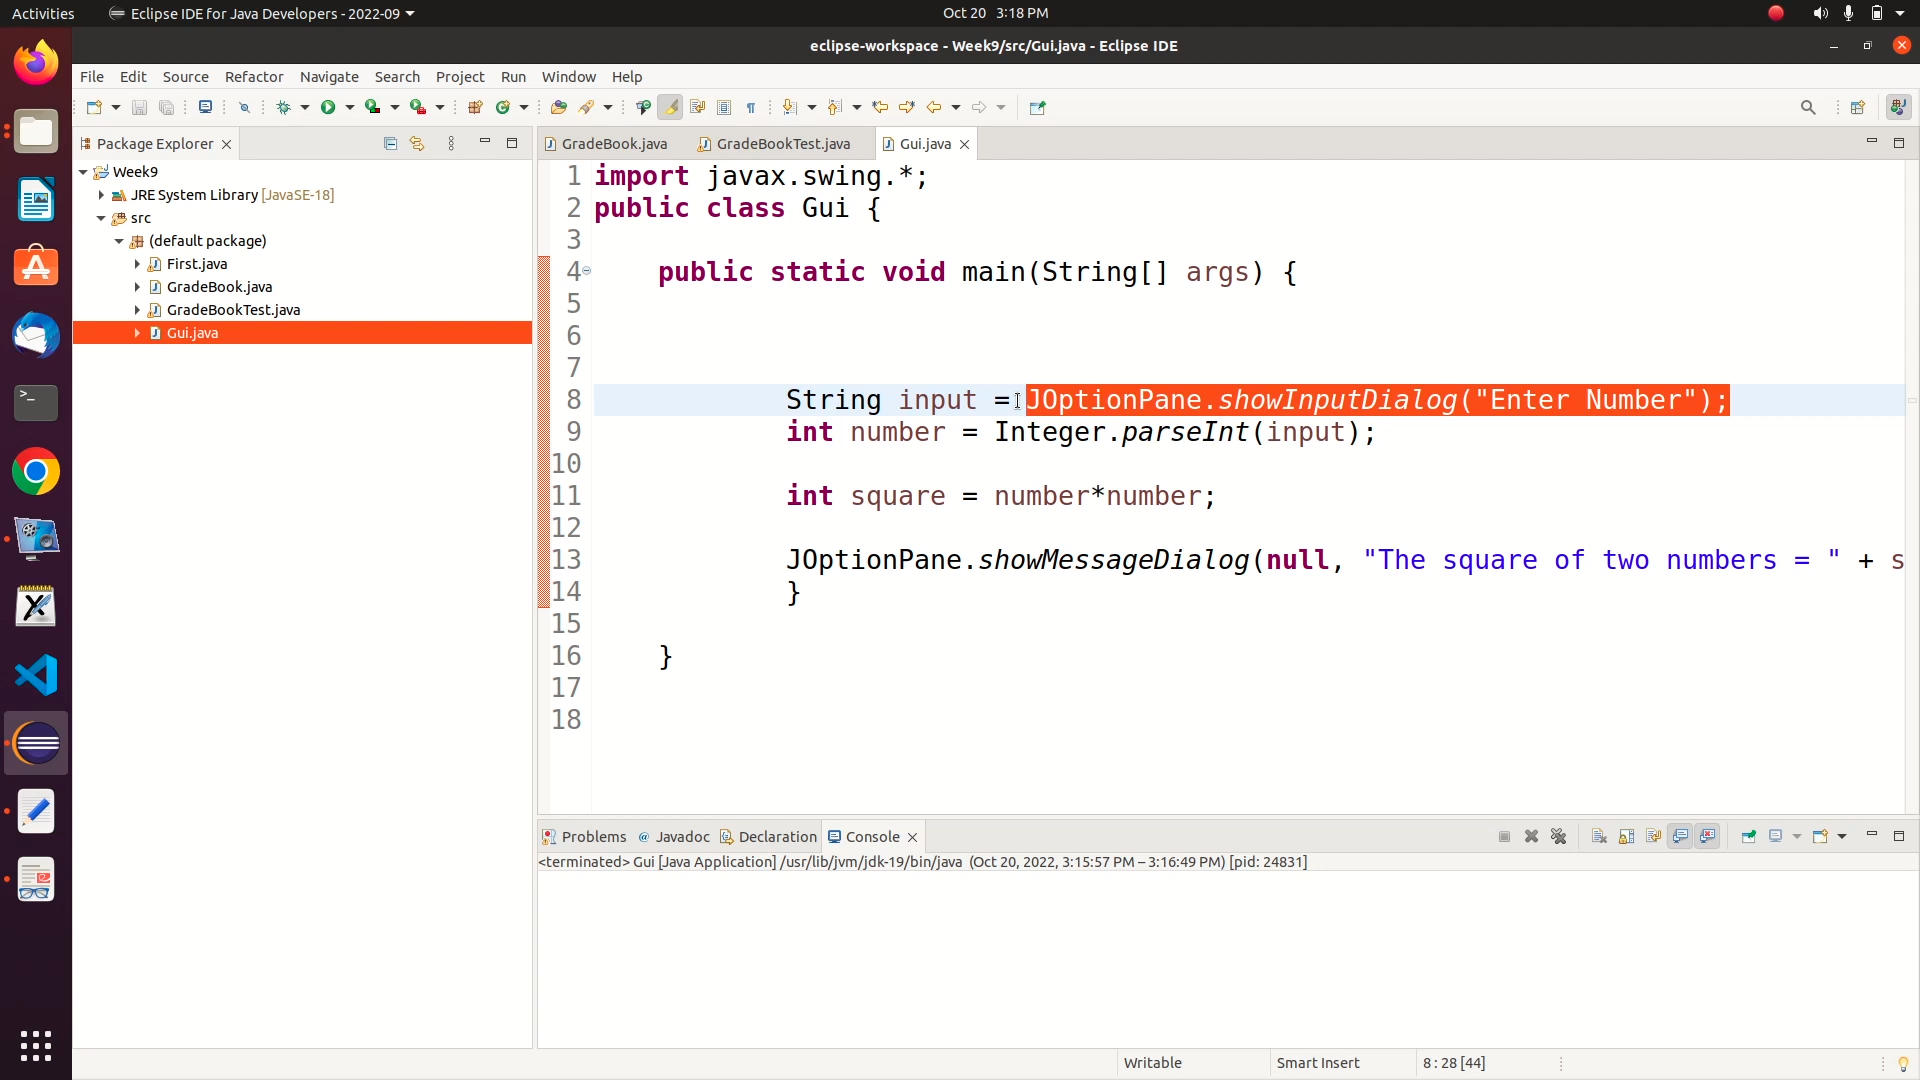 Activities Eclipse IDE for Java Developers - 2022-09 Oct 20 3:18 PM
eclipse-workspace - Week9/src/Gui.java - Eclipse IDE
File Edit Source Refactor Navigate Search Project Run Window Help
Package Explorer
Week9
JRE System Library [JavaSE-18]
src
(default package)
First.java
GradeBook.java
GradeBookTest.java
Gui.java
GradeBook.java GradeBookTest.java Gui.java
1 import javax.swing.*;
2 public class Gui {
3
4 public static void main(String[] args) {
5
6
7
8 String input = JOptionPane.showInputDialog("Enter Number");
9 int number = Integer.parseInt(input);
10
11 int square = number*number;
12
13 JOptionPane.showMessageDialog(null, "The square of two numbers = " + s
14 }
15
16 }
17
18
Problems Javadoc Declaration Console
<terminated> Gui [Java Application] /usr/lib/jvm/jdk-19/bin/java (Oct 20, 2022, 3:15:57 PM – 3:16:49 PM) [pid: 24831]
Writable Smart Insert 8 : 28 [44]